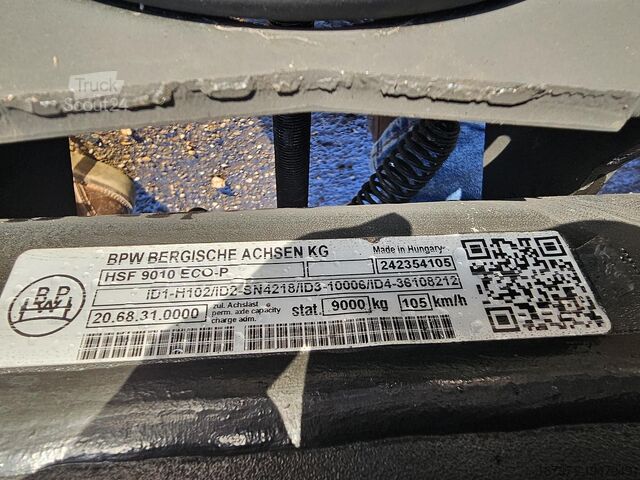 Truck
Scout24
BPW BERGISCHE ACHSEN KG
Made in Hungary
HSF 9010 ECO-P
242354105
ID1-H102/ID2-SN4218/ID3-10006/ID4-36108212
BPW
20.68.31.0000
zul. Achslast
perm. axle capacity
charge adm.
stat.
9000 kg
105 km/h